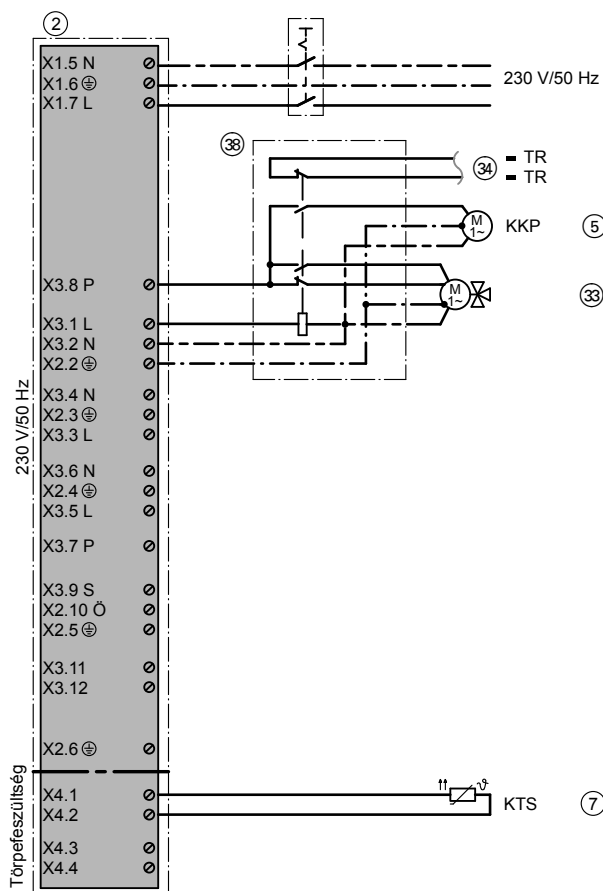 2
X1.5 N
X1.6
X1.7 L
230 V/50 Hz
38
34
TR
TR
M
1~
KKP
5
X3.8 P
M
1~
33
X3.1 L
X3.2 N
X2.2
X3.4 N
X2.3
X3.3 L
230 V/50 Hz
X3.6 N
X2.4
X3.5 L
X3.7 P
X3.9 S
X2.10 Ö
X2.5
X3.11
X3.12
X2.6
Törpefeszültség
X4.1
ϑ
KTS
7
X4.2
X4.3
X4.4